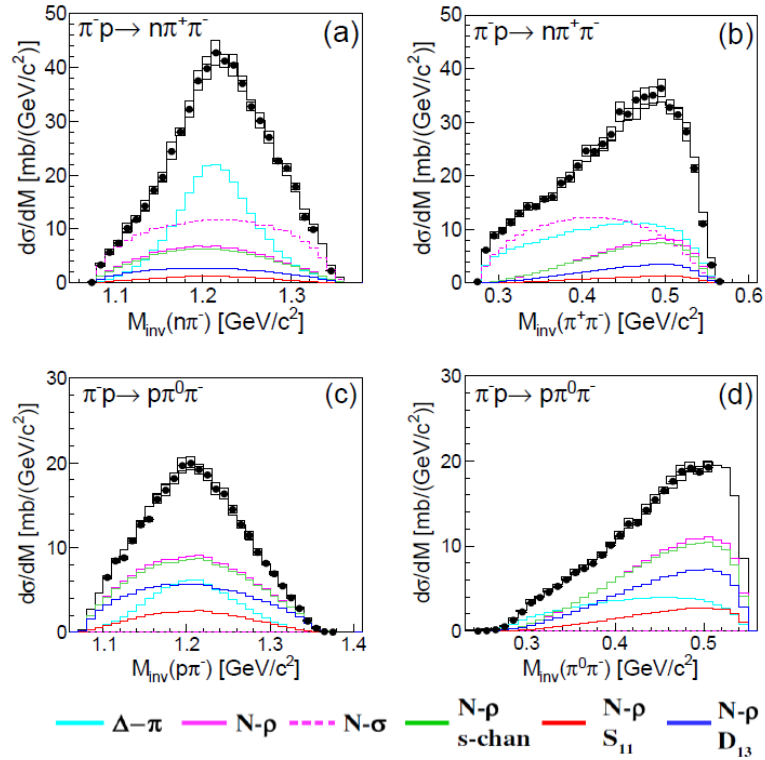 π⁻p→ nπ⁺π⁻ (a)
dσ/dM [mb/(GeV/c²)]
50
40
30
20
10
0
1.1 1.2 1.3
M_inv(nπ⁻) [GeV/c²]
π⁻p→ nπ⁺π⁻ (b)
dσ/dM [mb/(GeV/c²)]
50
40
30
20
10
0
0.3 0.4 0.5 0.6
M_inv(π⁺π⁻) [GeV/c²]
π⁻p→ pπ⁰π⁻ (c)
dσ/dM [mb/(GeV/c²)]
30
20
10
0
1.1 1.2 1.3 1.4
M_inv(pπ⁻) [GeV/c²]
π⁻p→ pπ⁰π⁻ (d)
dσ/dM [mb/(GeV/c²)]
30
20
10
0
0.3 0.4 0.5
M_inv(π⁰π⁻) [GeV/c²]
Δ−π
N-ρ
N-σ
N-ρ
s-chan
N-ρ
S₁₁
N-ρ
D₁₃